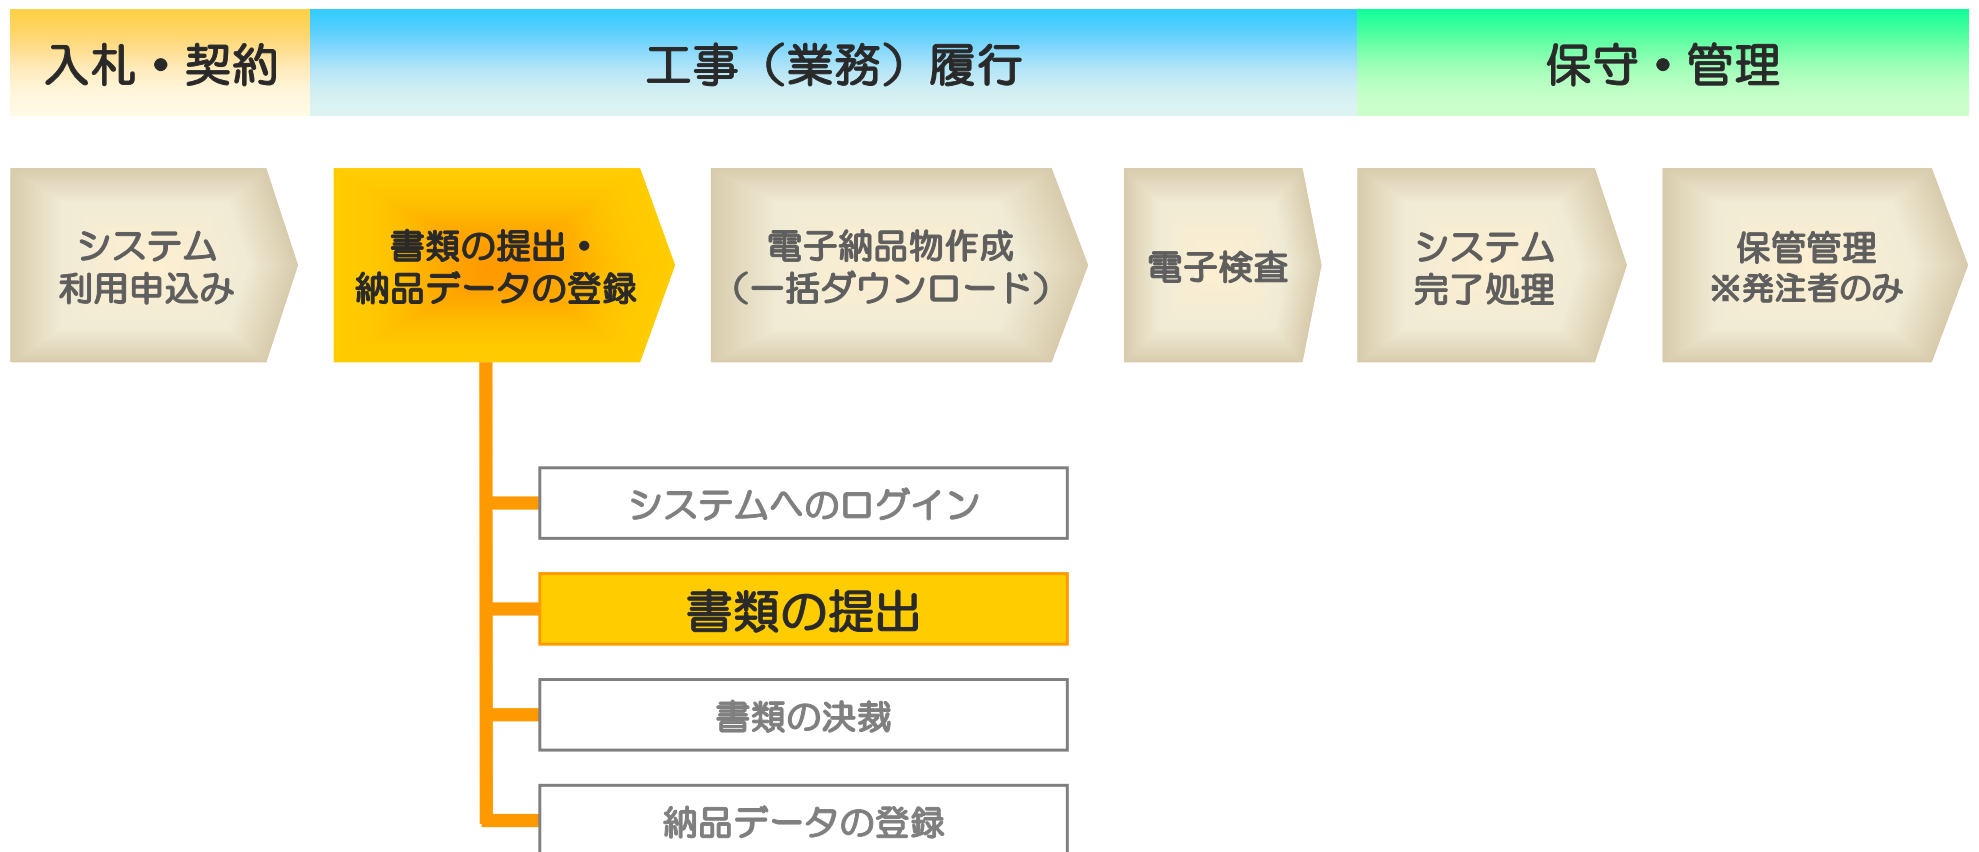 入札・契約
工事（業務）履行
保守・管理
システム
利用申込み
書類の提出・
納品データの登録
電子納品物作成
（一括ダウンロード）
電子検査
システム
完了処理
保管管理
※発注者のみ
システムへのログイン
書類の提出
書類の決裁
納品データの登録